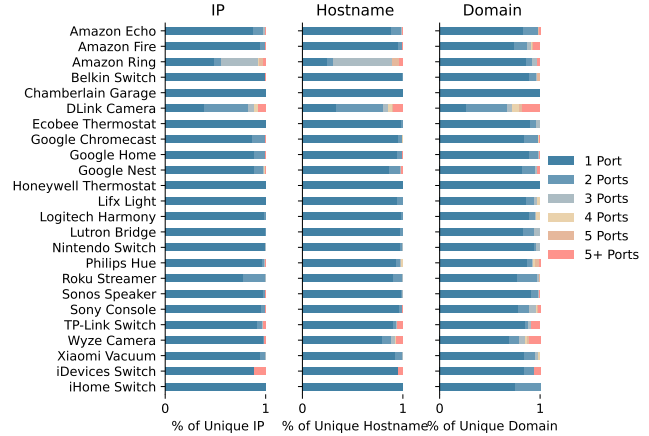 IP
Hostname
Domain
Amazon Echo
Amazon Fire
Amazon Ring
Belkin Switch
Chamberlain Garage
DLink Camera
Ecobee Thermostat
Google Chromecast
Google Home
Google Nest
Honeywell Thermostat
Lifx Light
Logitech Harmony
Lutron Bridge
Nintendo Switch
Philips Hue
Roku Streamer
Sonos Speaker
Sony Console
TP-Link Switch
Wyze Camera
Xiaomi Vacuum
iDevices Switch
iHome Switch
0 1
0 1
0 1
% of Unique IP
% of Unique Hostname
% of Unique Domain
1 Port
2 Ports
3 Ports
4 Ports
5 Ports
5+ Ports